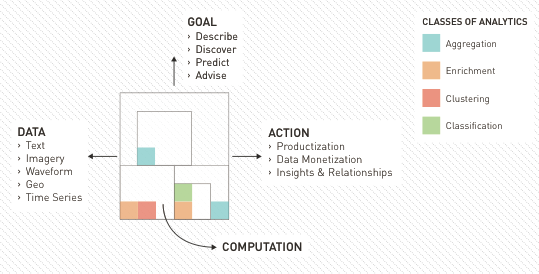 GOAL
› Describe
› Discover
› Predict
› Advise
CLASSES OF ANALYTICS
Aggregation
Enrichment
Clustering
Classification
DATA
› Text
› Imagery
› Waveform
› Geo
› Time Series
ACTION
› Productization
› Data Monetization
› Insights & Relationships
COMPUTATION